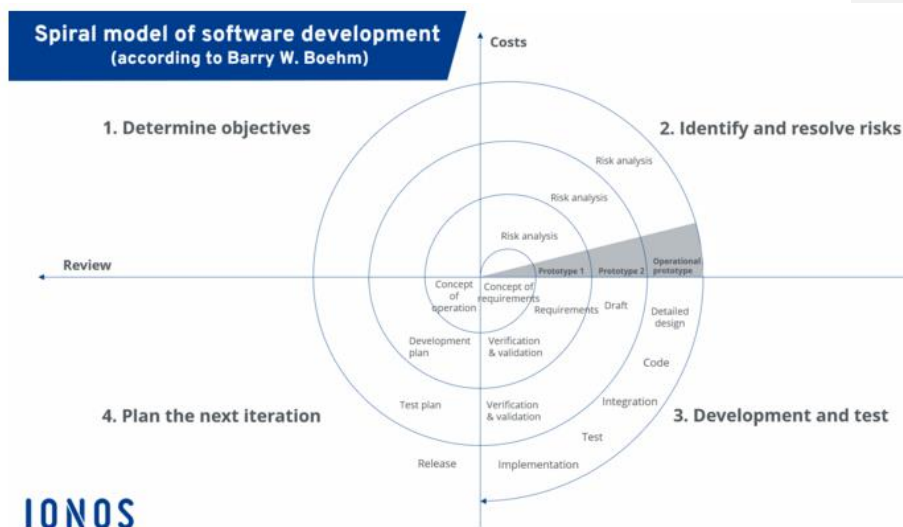 Spiral model of software development
(according to Barry W. Boehm)
Costs
1. Determine objectives
2. Identify and resolve risks
Risk analysis
Risk analysis
Risk analysis
Review
Prototype 1
Prototype 2
Operational
prototype
Concept
of
operation
Concept of
requirements
Requirements
Draft
Detailed
design
Development
plan
Verification
& validation
Code
4. Plan the next iteration
Test plan
Verification
& validation
Integration
3. Development and test
Test
Release
Implementation
IONOS